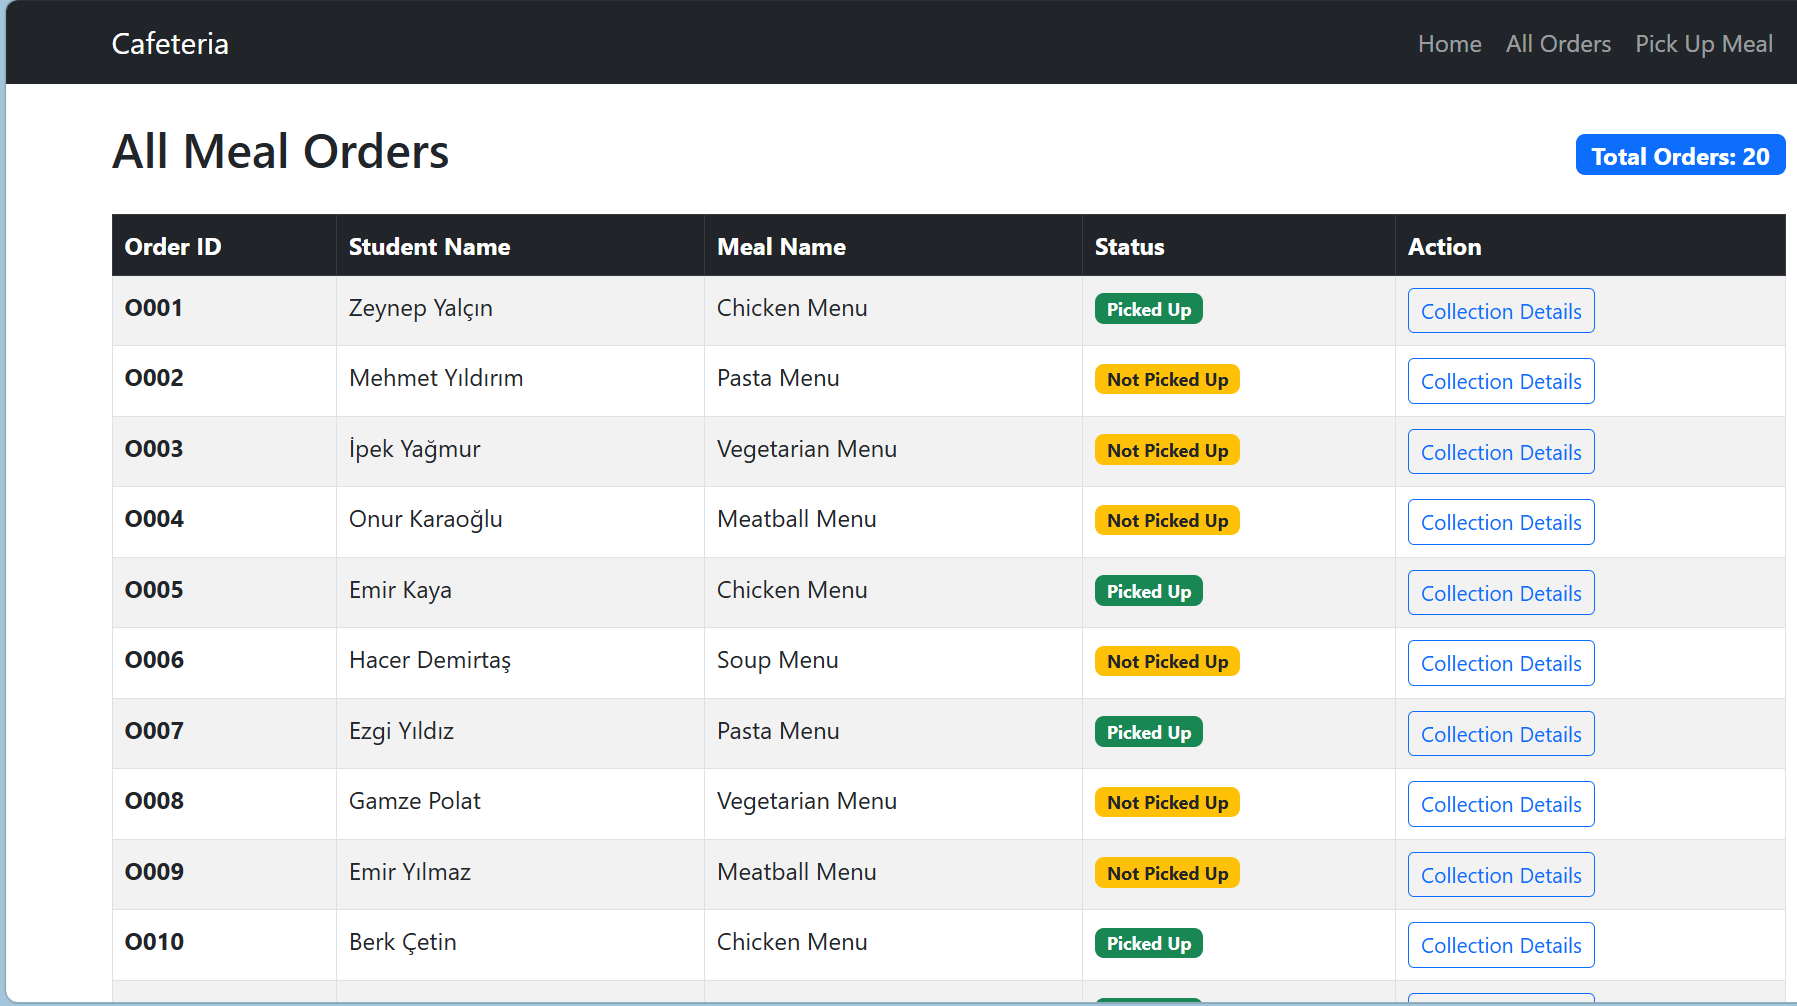 Cafeteria Home All Orders Pick Up Meal
All Meal Orders Total Orders: 20
Order ID Student Name Meal Name Status Action
O001 Zeynep Yalçın Chicken Menu Picked Up Collection Details
O002 Mehmet Yıldırım Pasta Menu Not Picked Up Collection Details
O003 İpek Yağmur Vegetarian Menu Not Picked Up Collection Details
O004 Onur Karaoğlu Meatball Menu Not Picked Up Collection Details
O005 Emir Kaya Chicken Menu Picked Up Collection Details
O006 Hacer Demirtaş Soup Menu Not Picked Up Collection Details
O007 Ezgi Yıldız Pasta Menu Picked Up Collection Details
O008 Gamze Polat Vegetarian Menu Not Picked Up Collection Details
O009 Emir Yılmaz Meatball Menu Not Picked Up Collection Details
O010 Berk Çetin Chicken Menu Picked Up Collection Details